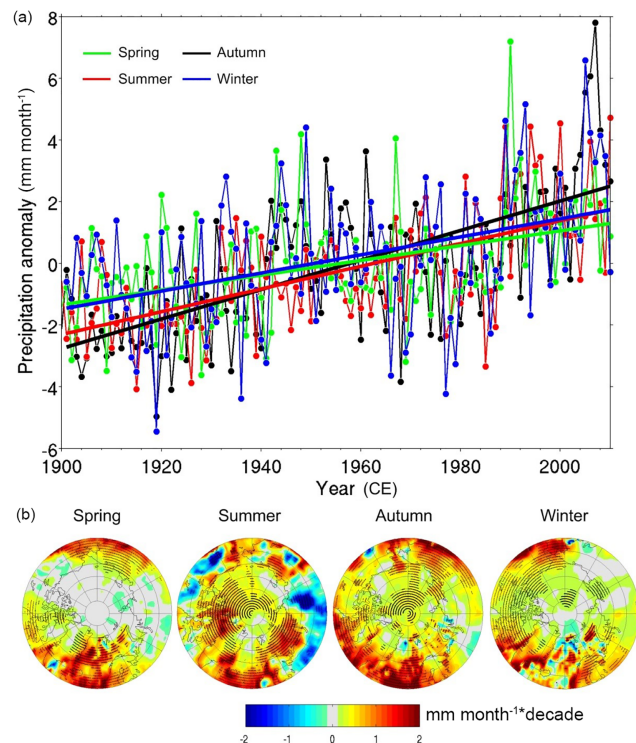 (a)
8
Spring Autumn
6
Summer Winter
4
2
0
-2
-4
-6
Precipitation anomaly (mm month-1)
1900 1920 1940 1960 1980 2000
Year (CE)
(b)
Spring Summer Autumn Winter
mm month-1*decade
-2 -1 0 1 2